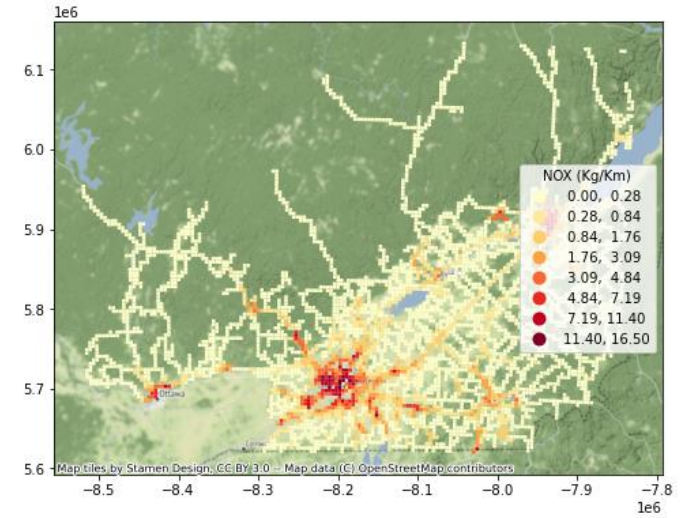 1e6
6.1
6.0
5.9
5.8
5.7
5.6
NOX (Kg/Km)
0.00, 0.28
0.28, 0.84
0.84, 1.76
1.76, 3.09
3.09, 4.84
4.84, 7.19
7.19, 11.40
11.40, 16.50
Ottawa
Map tiles by Stamen Design, CC BY 3.0 -- Map data (C) OpenStreetMap contributors
−8.5 −8.4 −8.3 −8.2 −8.1 −8.0 −7.9 −7.8
1e6